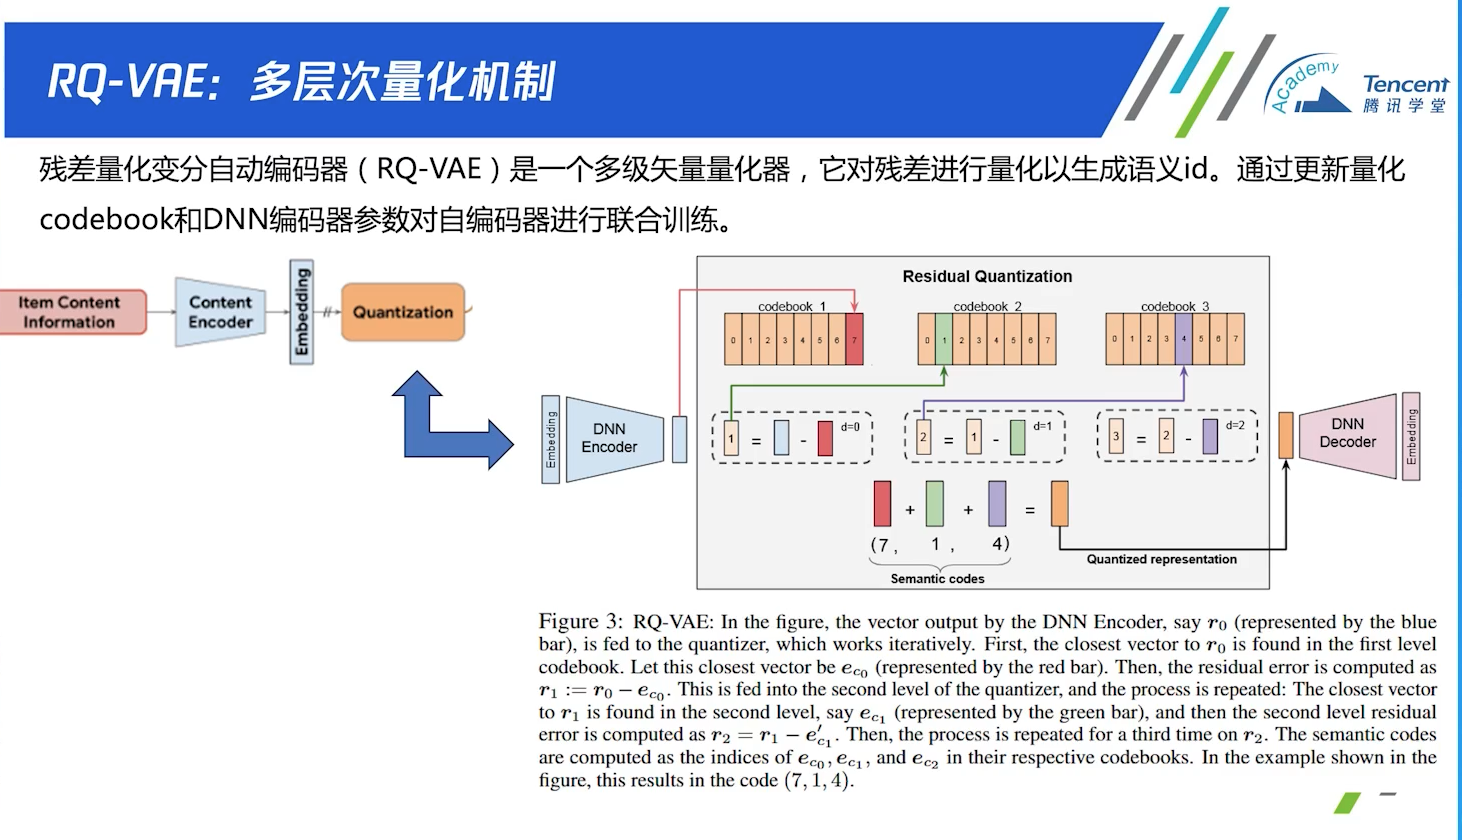 RQ-VAE：多层次量化机制
Academy
Tencent
腾讯学堂
残差量化变分自动编码器（RQ-VAE）是一个多级矢量量化器，它对残差进行量化以生成语义id。通过更新量化
codebook和DNN编码器参数对自编码器进行联合训练。
Item Content
Information
Content
Encoder
Embedding
Quantization
Residual Quantization
codebook 1
codebook 2
codebook 3
0 1 2 3 4 5 6 7
0 1 2 3 4 5 6 7
0 1 2 3 4 5 6 7
Embedding
DNN
Encoder
1 = - d=0
2 = 1 - d=1
3 = 2 - d=2
DNN
Decoder
Embedding
+ + =
(7, 1, 4)
Semantic codes
Quantized representation
Figure 3: RQ-VAE: In the figure, the vector output by the DNN Encoder, say r₀ (represented by the blue
bar), is fed to the quantizer, which works iteratively. First, the closest vector to r₀ is found in the first level
codebook. Let this closest vector be e_{c₀} (represented by the red bar). Then, the residual error is computed as
r₁ := r₀ − e_{c₀}. This is fed into the second level of the quantizer, and the process is repeated: The closest vector
to r₁ is found in the second level, say e_{c₁} (represented by the green bar), and then the second level residual
error is computed as r₂ = r₁ − e′_{c₁}. Then, the process is repeated for a third time on r₂. The semantic codes
are computed as the indices of e_{c₀}, e_{c₁}, and e_{c₂} in their respective codebooks. In the example shown in the
figure, this results in the code (7, 1, 4).